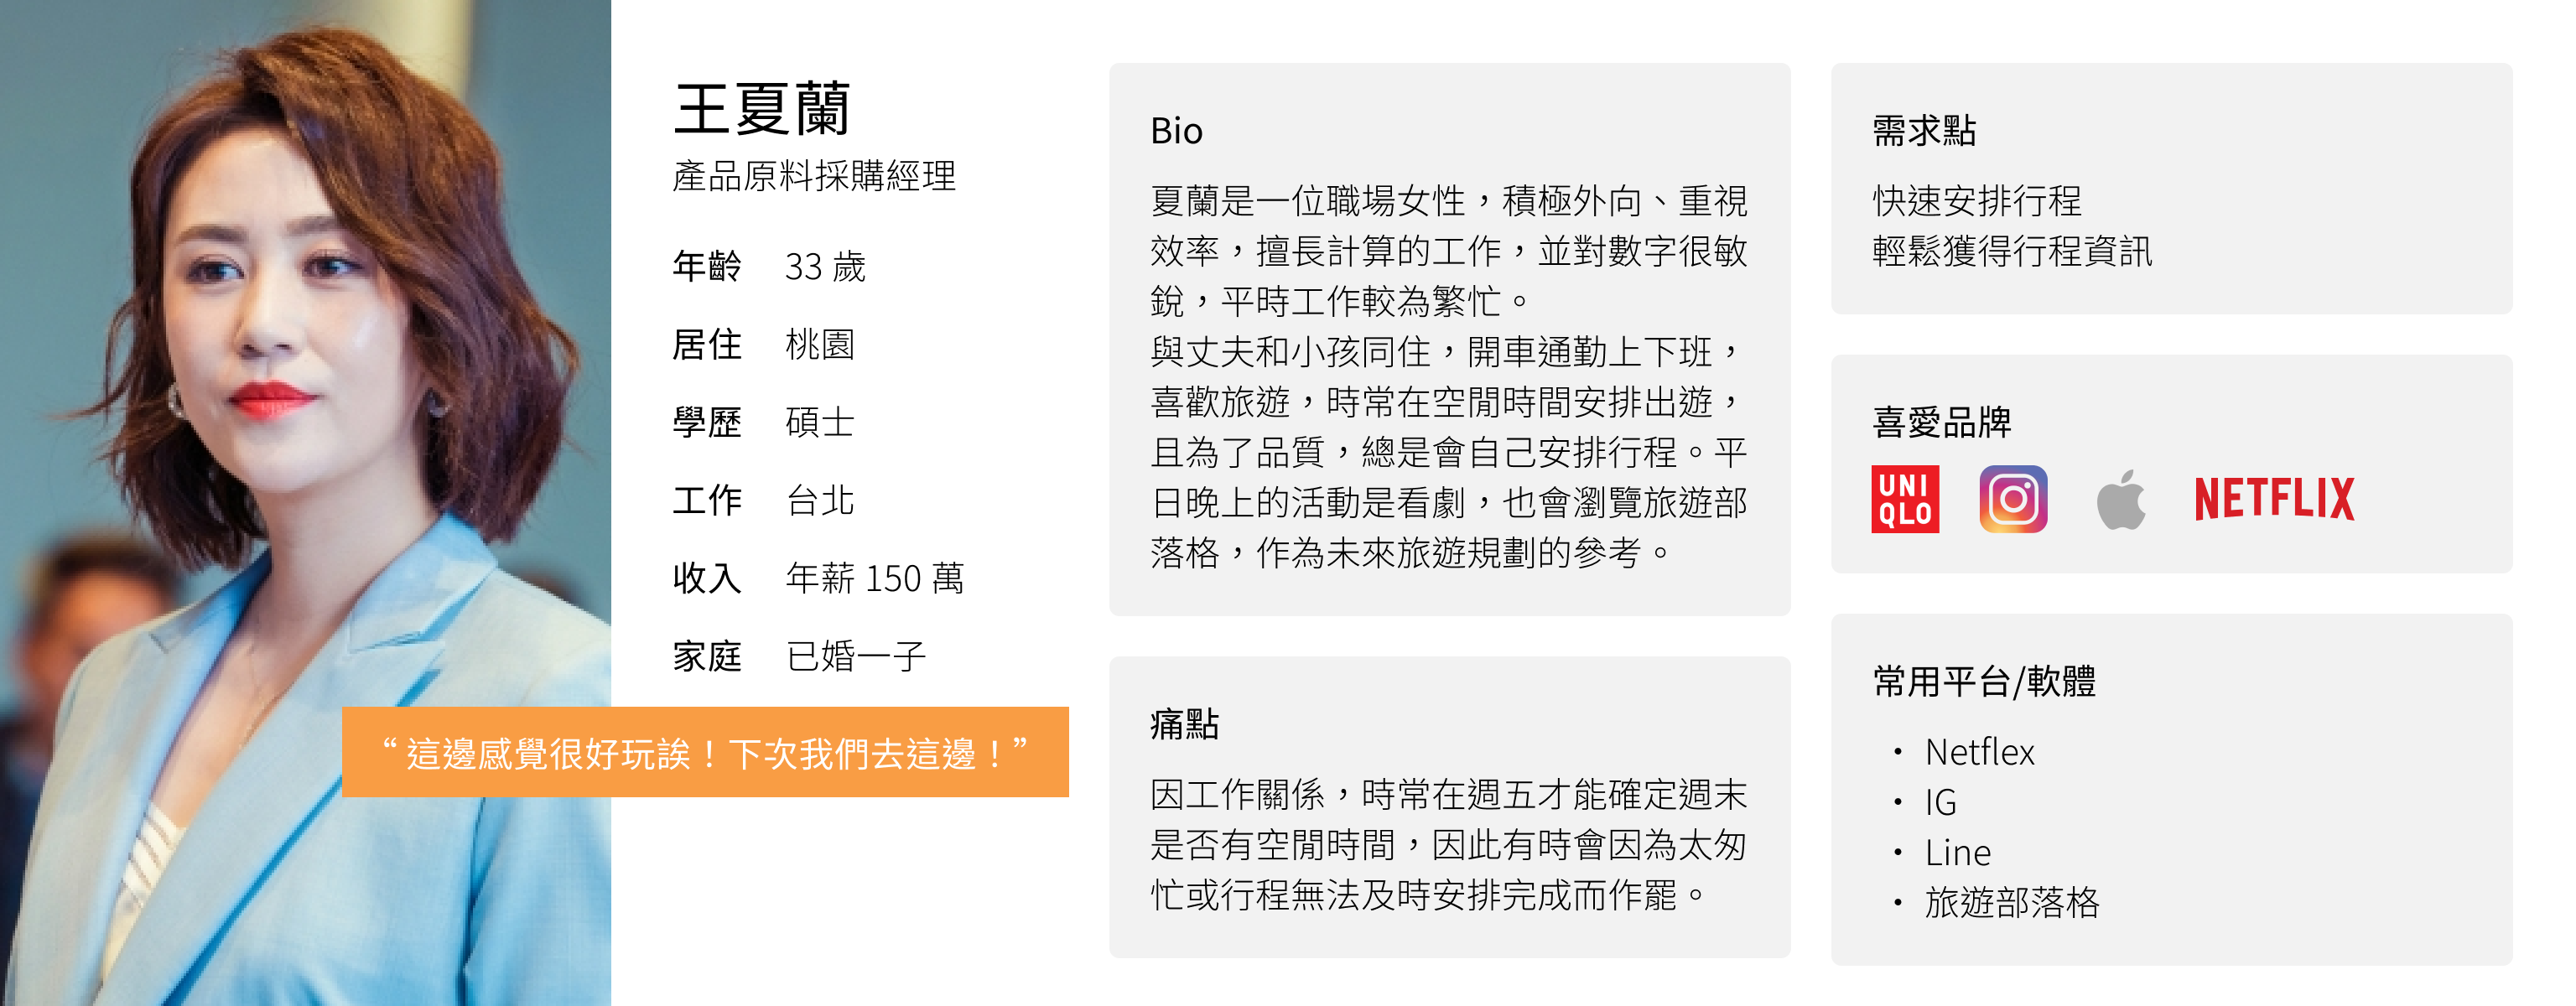 王夏蘭
產品原料採購經理
年齡 33 歲
居住 桃園
學歷 碩士
工作 台北
收入 年薪 150 萬
家庭 已婚一子
“ 這邊感覺很好玩誒！下次我們去這邊！”
Bio
夏蘭是一位職場女性，積極外向、重視
效率，擅長計算的工作，並對數字很敏
銳，平時工作較為繁忙。
與丈夫和小孩同住，開車通勤上下班，
喜歡旅遊，時常在空閒時間安排出遊，
且為了品質，總是會自己安排行程。平
日晚上的活動是看劇，也會瀏覽旅遊部
落格，作為未來旅遊規劃的參考。
痛點
因工作關係，時常在週五才能確定週末
是否有空閒時間，因此有時會因為太匆
忙或行程無法及時安排完成而作罷。
需求點
快速安排行程
輕鬆獲得行程資訊
喜愛品牌
UNI
QLO
NETFLIX
常用平台/軟體
・ Netflex
・ IG
・ Line
・ 旅遊部落格